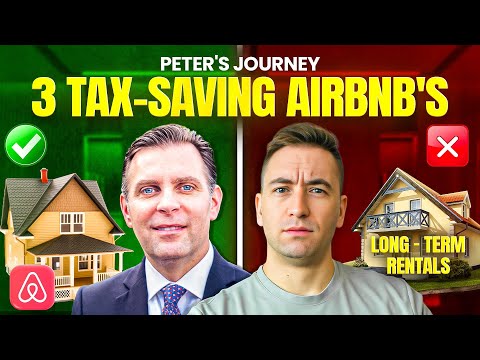 PETER'S JOURNEY
3 TAX-SAVING AIRBNB'S
LONG - TERM
RENTALS